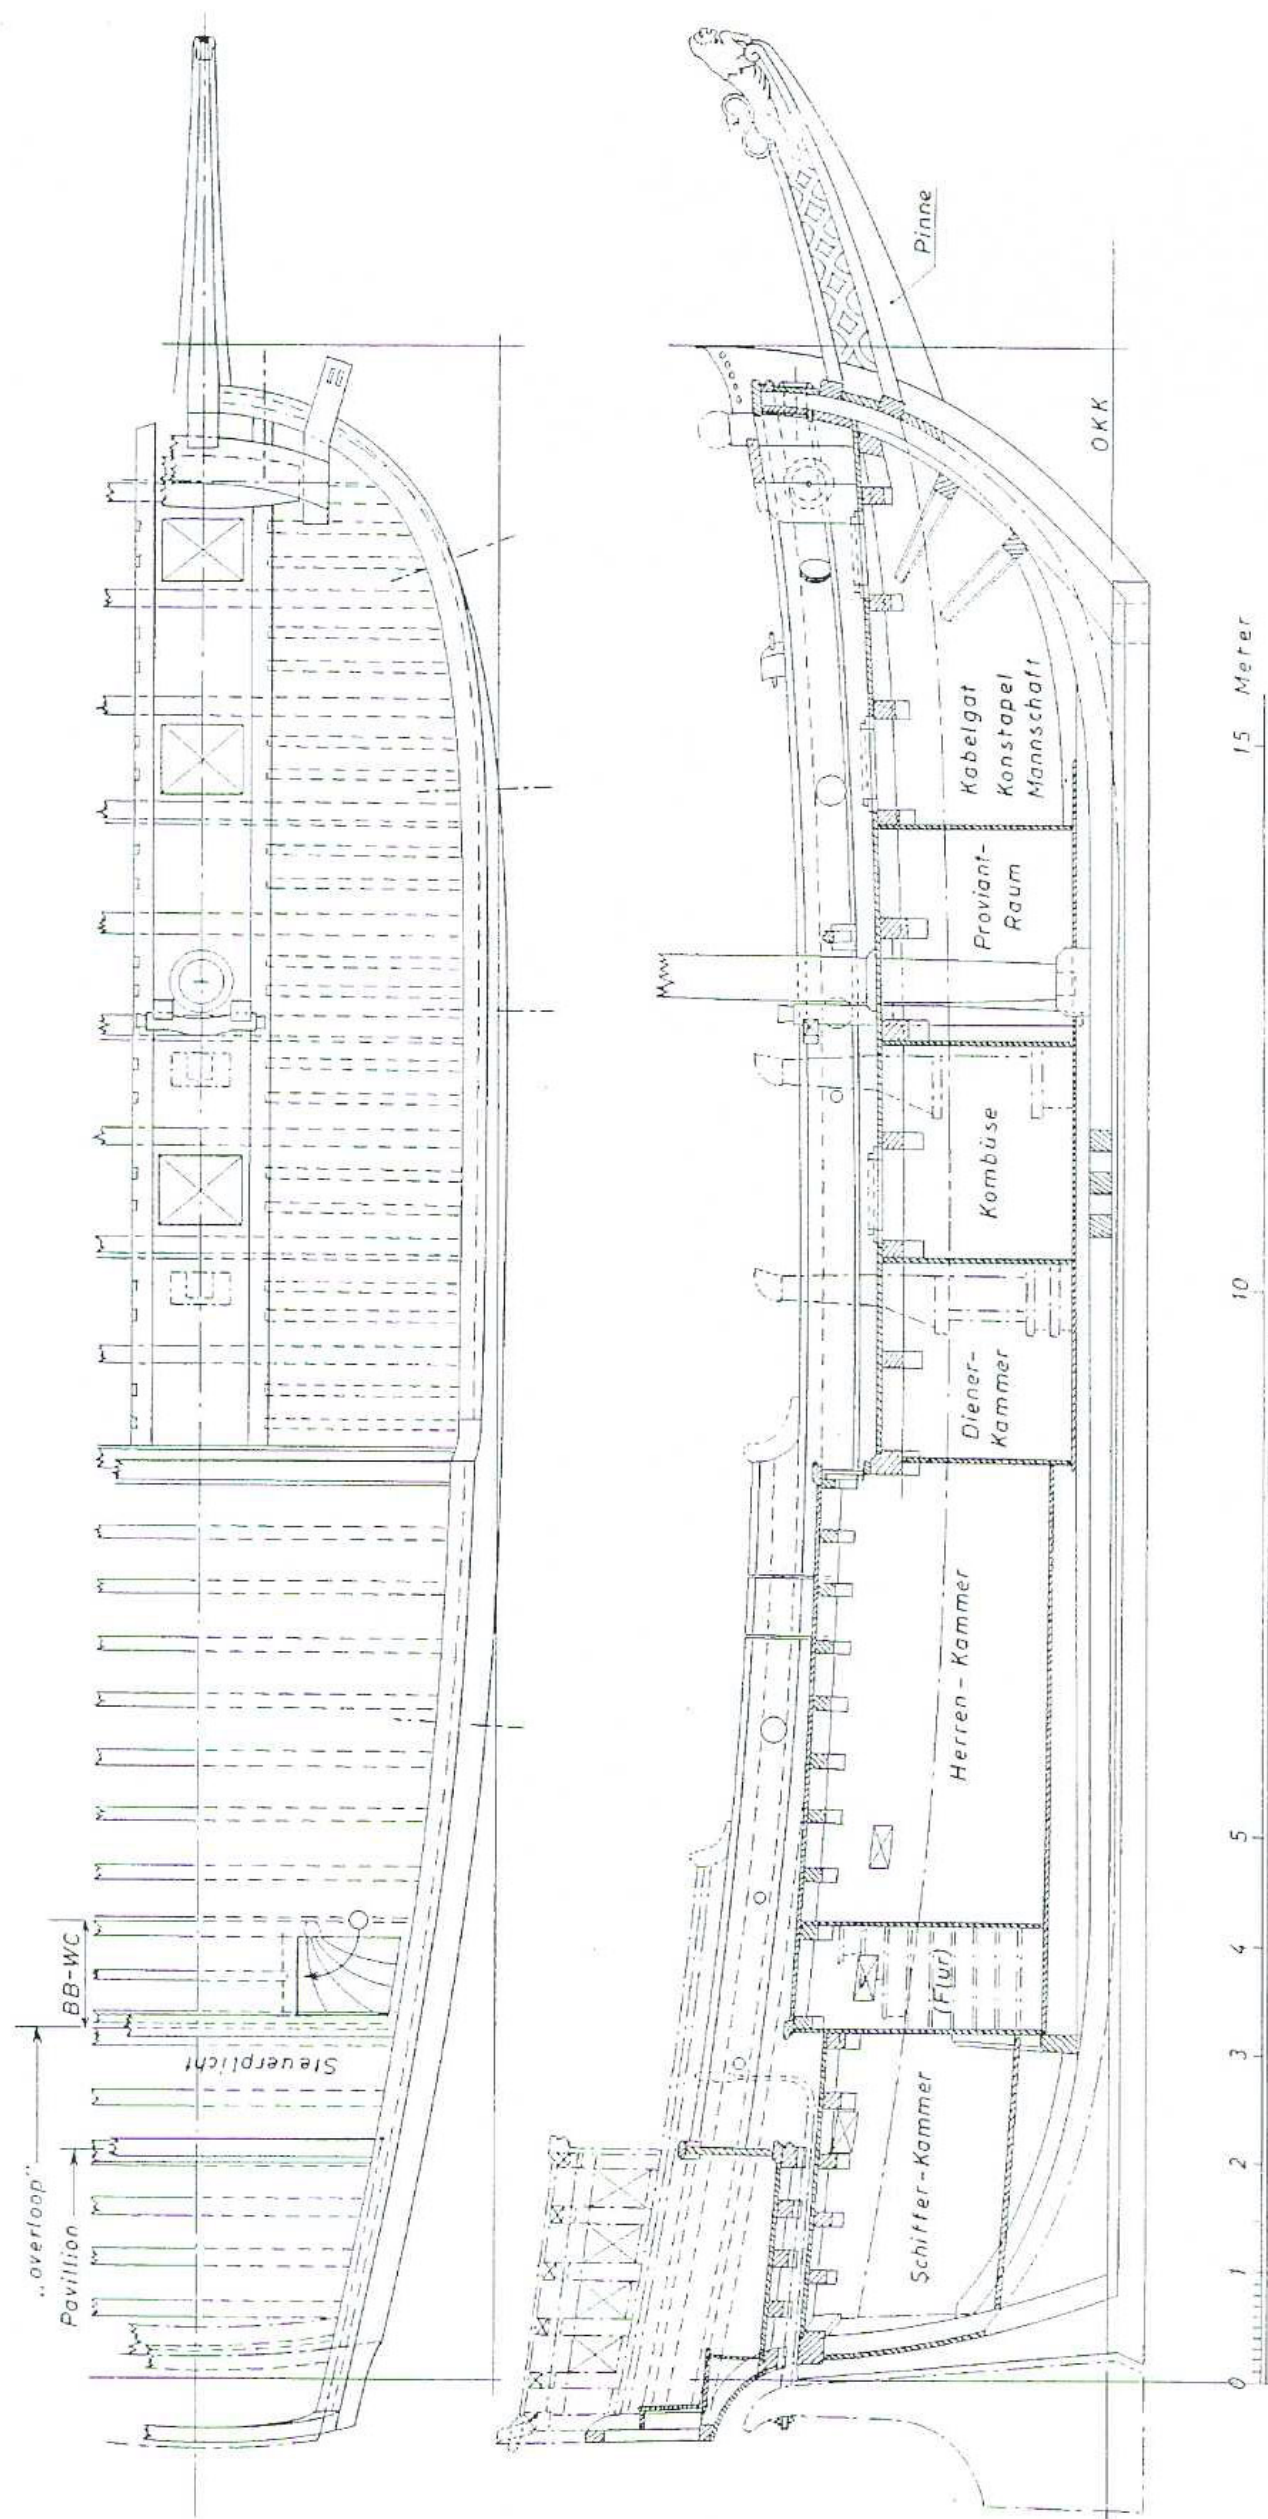 „overloop"
Pavillion
BB-WC
Steuerplicht
Pinne
OKK
Kabelgat
Konstapel
Mannschaft
Proviant-
Raum
Kombüse
Diener-
Kammer
Herren-Kammer
(Flur)
Schiffer-Kammer
0 1 2 3 4 5 10 15 Meter